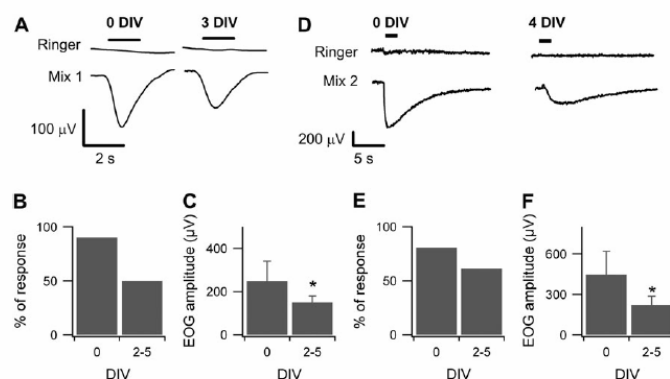 A 0 DIV 3 DIV
Ringer
Mix 1
100 µV
2 s
D 0 DIV 4 DIV
Ringer
Mix 2
200 µV
5 s
B
% of response
100
50
0
0 2-5
DIV
C
EOG amplitude (µV)
400
200
0
*
0 2-5
DIV
E
% of response
100
50
0
0 2-5
DIV
F
EOG amplitude (µV)
600
300
0
*
0 2-5
DIV